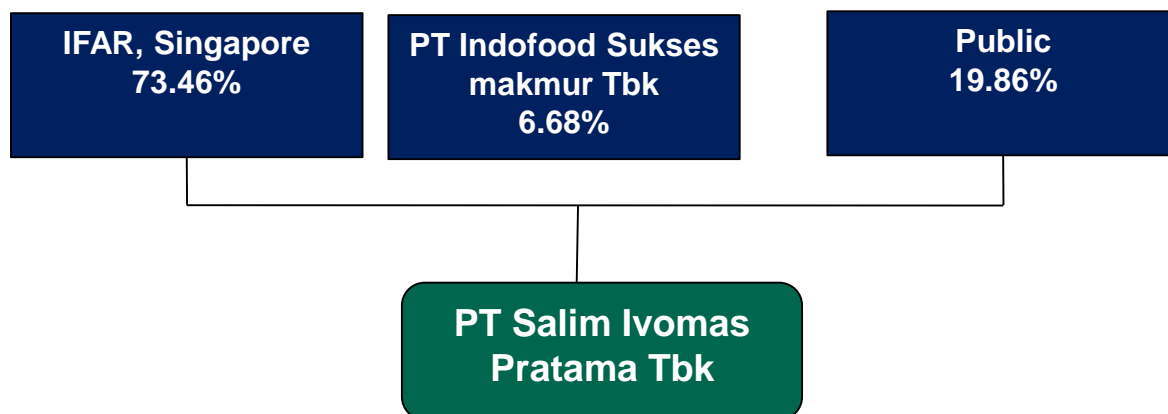 IFAR, Singapore
73.46%
PT Indofood Sukses
makmur Tbk
6.68%
Public
19.86%
PT Salim Ivomas
Pratama Tbk